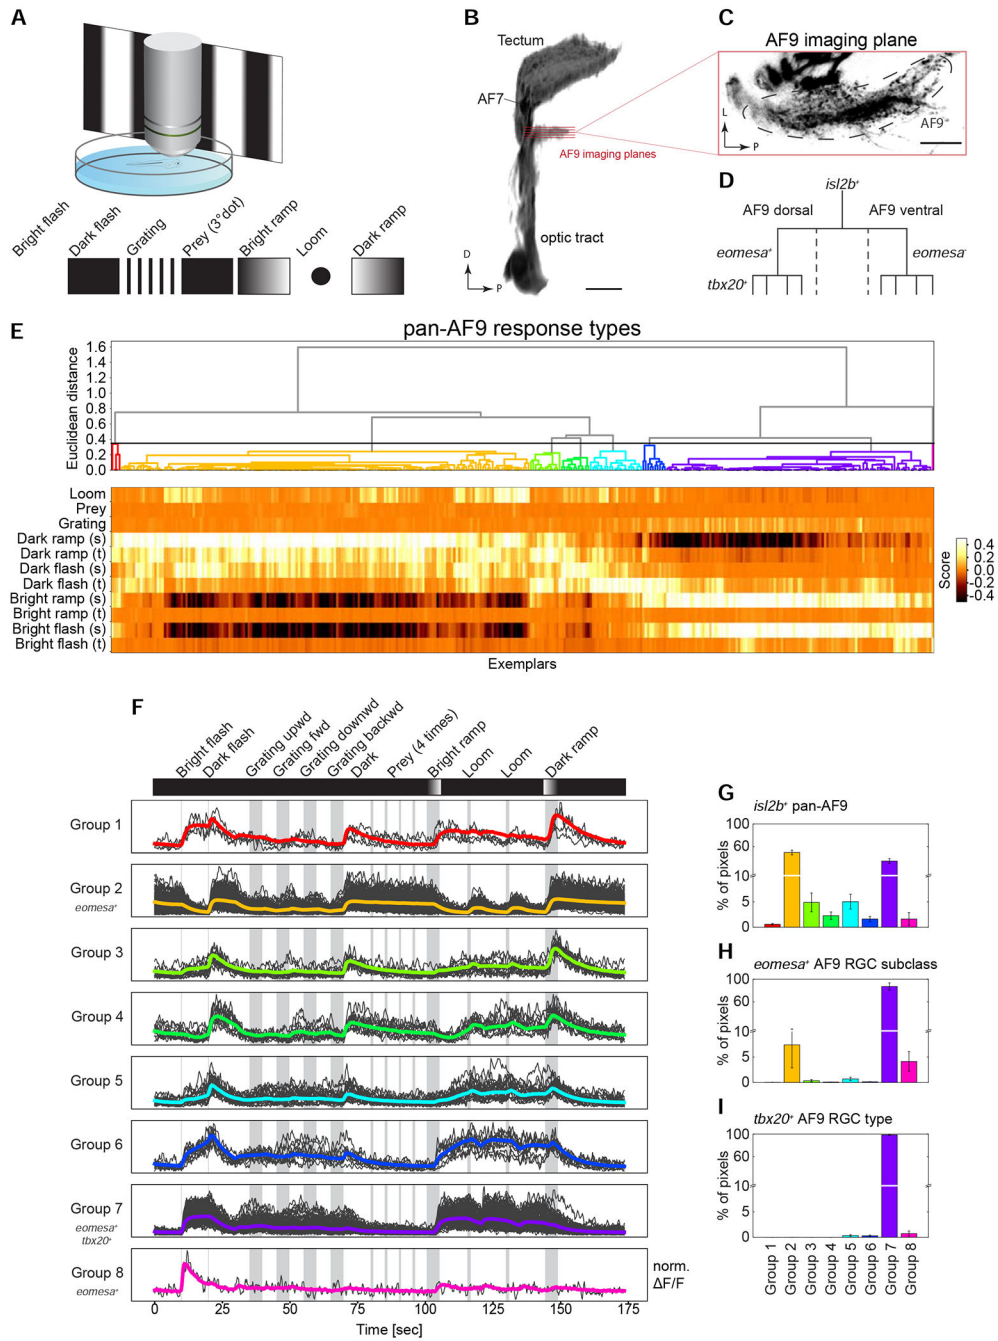 A
B
C
Tectum
AF7
AF9 imaging planes
optic tract
D
P
AF9 imaging plane
AF9
L
P
Bright flash
Dark flash
Grating
Prey (3°dot)
Bright ramp
Loom
Dark ramp
D
isl2b+
AF9 dorsal
AF9 ventral
eomesa+
eomesa-
tbx20+
E
pan-AF9 response types
Euclidean distance
1.6
1.4
1.2
1.0
0.8
0.6
0.4
0.2
0.0
Loom
Prey
Grating
Dark ramp (s)
Dark ramp (t)
Dark flash (s)
Dark flash (t)
Bright ramp (s)
Bright ramp (t)
Bright flash (s)
Bright flash (t)
Exemplars
Score
0.4
0.2
0.0
-0.2
-0.4
F
Bright flash
Dark flash
Grating upwd
Grating fwd
Grating downwd
Grating backwd
Dark
Prey (4 times)
Bright ramp
Loom
Loom
Dark ramp
Group 1
Group 2
eomesa+
Group 3
Group 4
Group 5
Group 6
Group 7
eomesa+
tbx20+
Group 8
eomesa+
norm.
ΔF/F
0 25 50 75 100 125 150 175
Time [sec]
G
isl2b+ pan-AF9
% of pixels
100
60
10
5
0
H
eomesa+ AF9 RGC subclass
% of pixels
100
60
10
5
0
I
tbx20+ AF9 RGC type
% of pixels
100
60
10
5
0
Group 1
Group 2
Group 3
Group 4
Group 5
Group 6
Group 7
Group 8